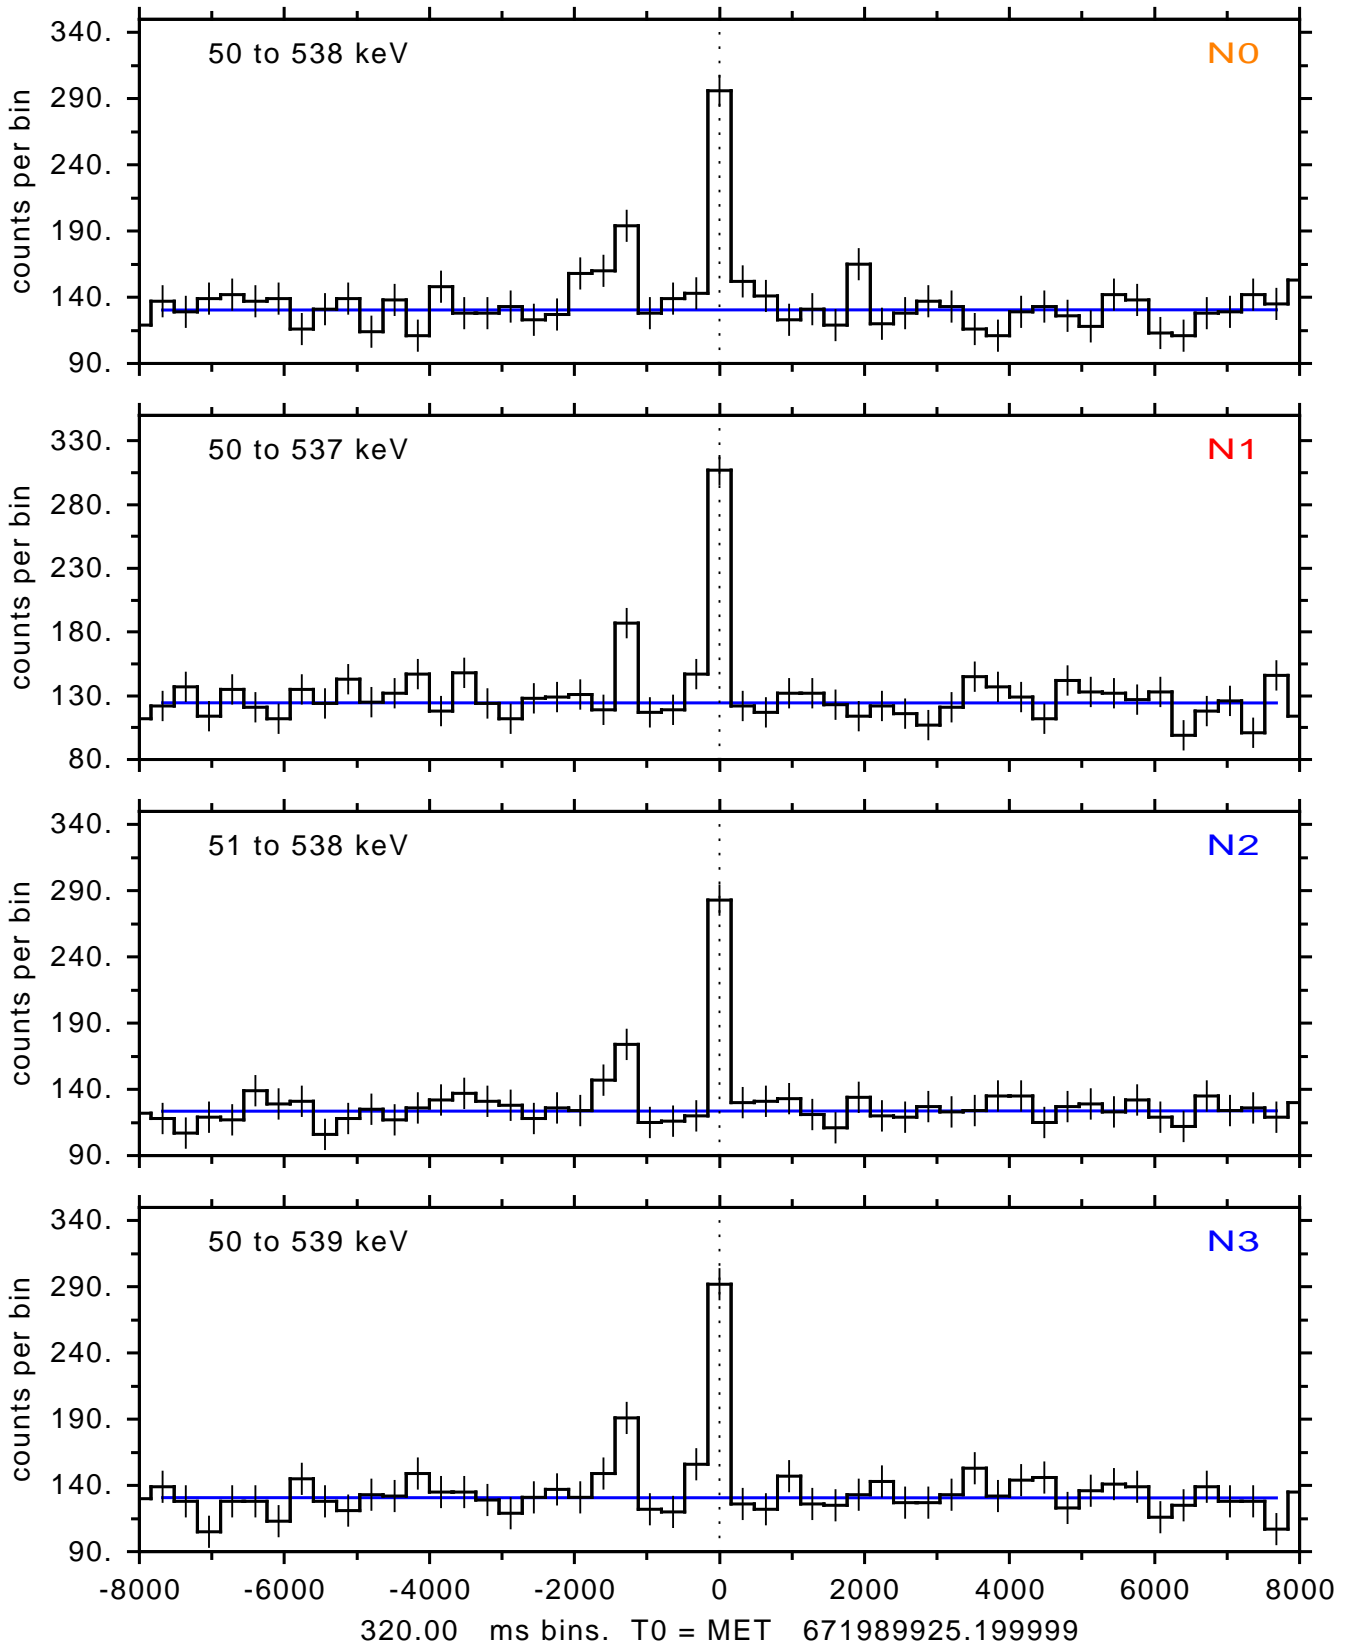 340.
290.
240.
190.
140.
90.
counts per bin
50 to 538 keV
N0
330.
280.
230.
180.
130.
80.
counts per bin
50 to 537 keV
N1
340.
290.
240.
190.
140.
90.
counts per bin
51 to 538 keV
N2
340.
290.
240.
190.
140.
90.
counts per bin
50 to 539 keV
N3
-8000 -6000 -4000 -2000 0 2000 4000 6000 8000
320.00 ms bins. T0 = MET 671989925.199999